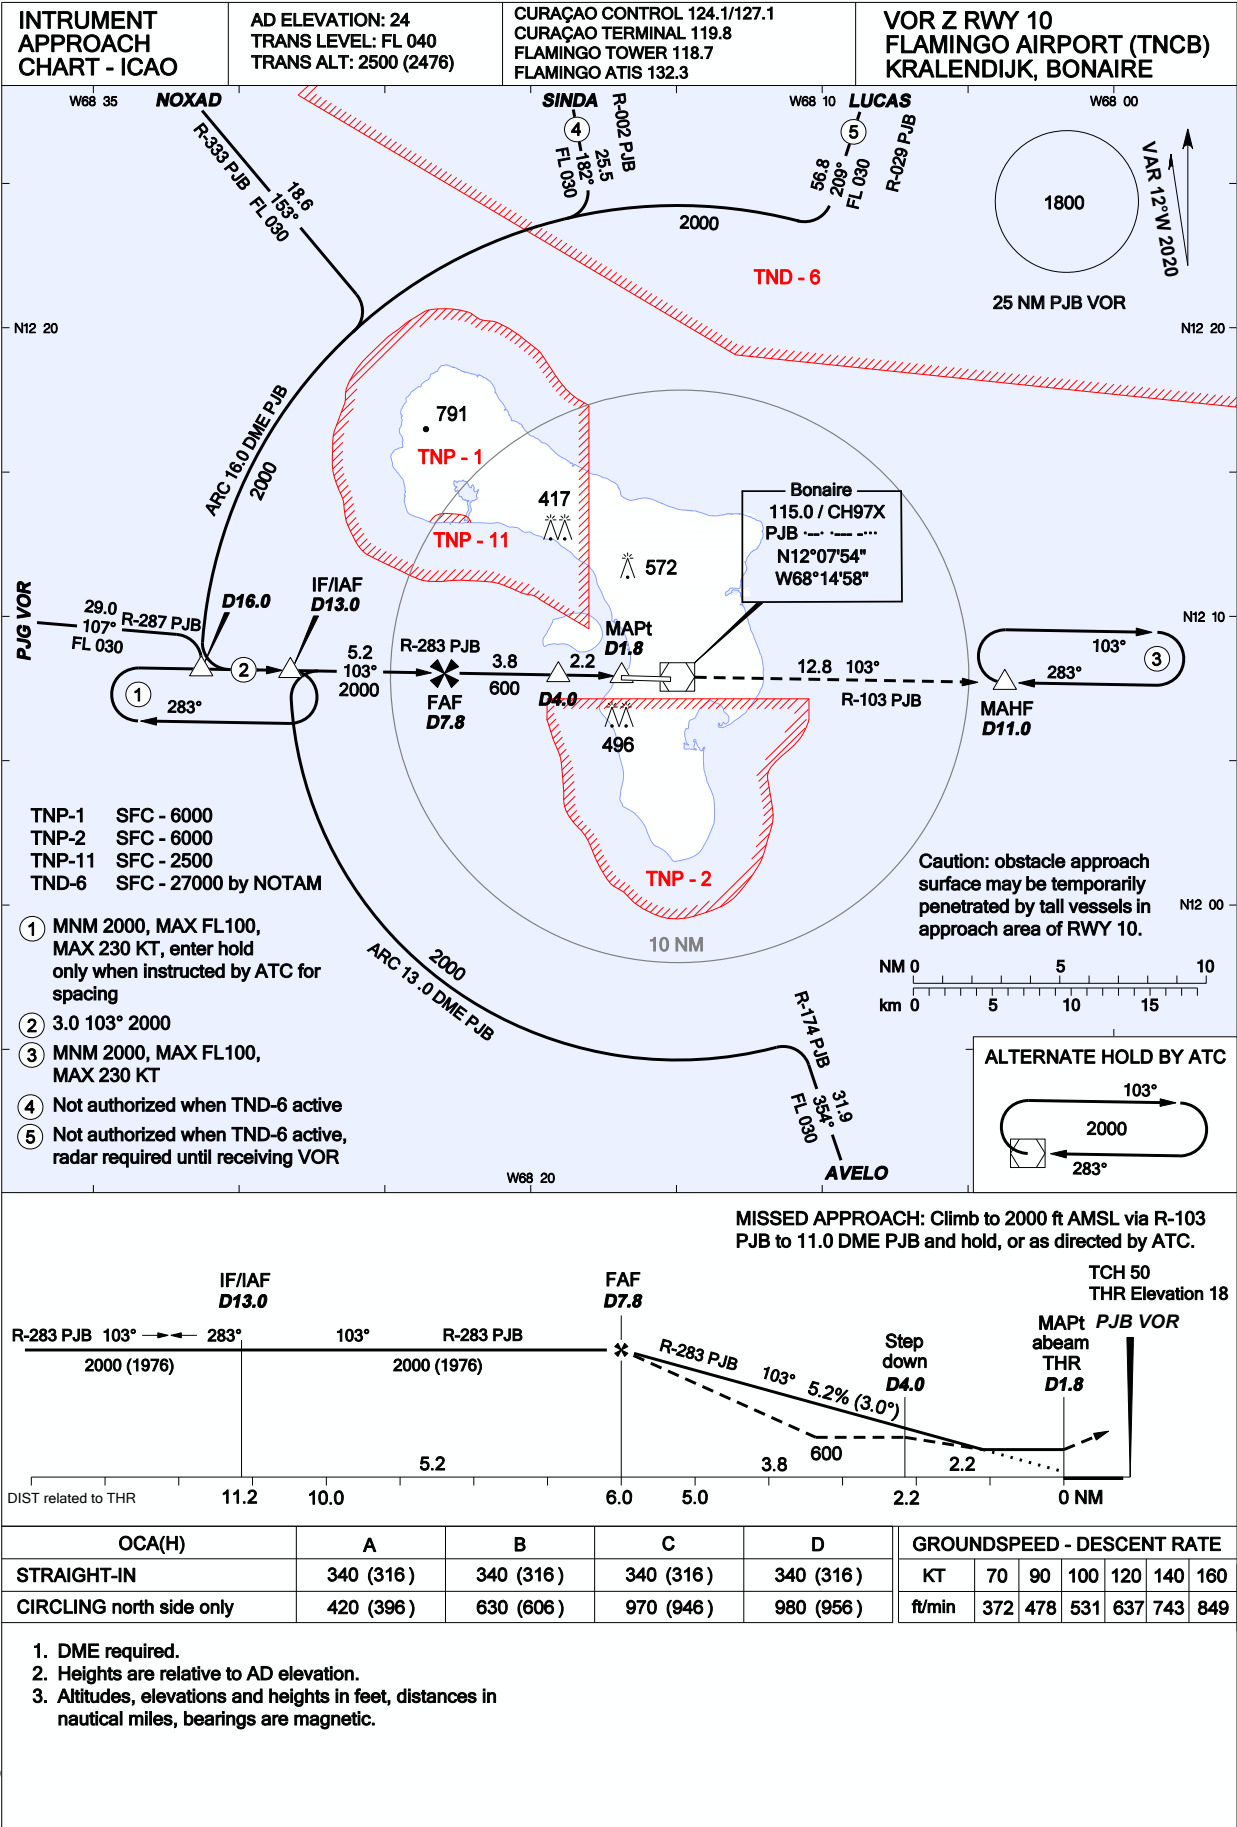 INTRUMENT
APPROACH
CHART - ICAO
AD ELEVATION: 24
TRANS LEVEL: FL 040
TRANS ALT: 2500 (2476)
CURAÇAO CONTROL 124.1/127.1
CURAÇAO TERMINAL 119.8
FLAMINGO TOWER 118.7
FLAMINGO ATIS 132.3
VOR Z RWY 10
FLAMINGO AIRPORT (TNCB)
KRALENDIJK, BONAIRE
W68 35
NOXAD
SINDA
W68 10
LUCAS
W68 00
R-333 PJB
18.6
153°
FL 030
4
R-002 PJB
25.5
182°
FL 030
5
R-029 PJB
56.8
209°
FL 030
2000
1800
25 NM PJB VOR
VAR 12°W 2020
TND - 6
N12 20
N12 20
ARC 16.0 DME PJB
2000
791
TNP - 1
417
TNP - 11
572
Bonaire
115.0 / CH97X
PJB ·--· ·--- -···
N12°07'54"
W68°14'58"
PJG VOR
29.0
107°
FL 030
R-287 PJB
D16.0
IF/IAF
D13.0
N12 10
1
2
283°
5.2
103°
2000
R-283 PJB
FAF
D7.8
3.8
600
2.2
D4.0
MAPt
D1.8
12.8 103°
R-103 PJB
103°
283°
3
MAHF
D11.0
496
TNP - 2
10 NM
TNP-1 SFC - 6000
TNP-2 SFC - 6000
TNP-11 SFC - 2500
TND-6 SFC - 27000 by NOTAM
1 MNM 2000, MAX FL100,
MAX 230 KT, enter hold
only when instructed by ATC for
spacing
2 3.0 103° 2000
3 MNM 2000, MAX FL100,
MAX 230 KT
4 Not authorized when TND-6 active
5 Not authorized when TND-6 active,
radar required until receiving VOR
2000
ARC 13 .0 DME PJB
R-174 PJB
31.9
354°
FL 030
AVELO
W68 20
Caution: obstacle approach
surface may be temporarily
penetrated by tall vessels in
approach area of RWY 10.
N12 00
NM 0 5 10
km 0 5 10 15
ALTERNATE HOLD BY ATC
103°
2000
283°
MISSED APPROACH: Climb to 2000 ft AMSL via R-103
PJB to 11.0 DME PJB and hold, or as directed by ATC.
TCH 50
THR Elevation 18
IF/IAF
D13.0
FAF
D7.8
MAPt
abeam
THR
D1.8
PJB VOR
Step
down
D4.0
R-283 PJB 103° 283° 103° R-283 PJB
2000 (1976) 2000 (1976)
R-283 PJB 103° 5.2% (3.0°)
600
5.2 3.8 2.2
DIST related to THR 11.2 10.0 6.0 5.0 2.2 0 NM
OCA(H) A B C D
STRAIGHT-IN 340 (316 ) 340 (316 ) 340 (316 ) 340 (316 )
CIRCLING north side only 420 (396 ) 630 (606 ) 970 (946 ) 980 (956 )
GROUNDSPEED - DESCENT RATE
KT 70 90 100 120 140 160
ft/min 372 478 531 637 743 849
1. DME required.
2. Heights are relative to AD elevation.
3. Altitudes, elevations and heights in feet, distances in
nautical miles, bearings are magnetic.